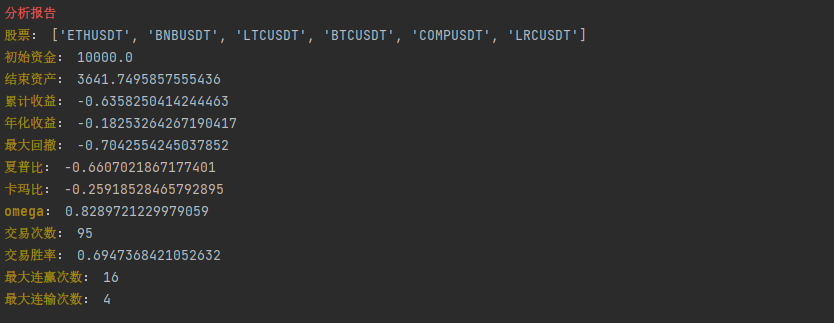 分析报告
股票: ['ETHUSDT', 'BNBUSDT', 'LTCUSDT', 'BTCUSDT', 'COMPUSDT', 'LRCUSDT']
初始资金: 10000.0
结束资产: 3641.7495857555436
累计收益: -0.6358250414244463
年化收益: -0.18253264267190417
最大回撤: -0.7042554245037852
夏普比: -0.6607021867177401
卡玛比: -0.25918528465792895
omega: 0.8289721229979059
交易次数: 95
交易胜率: 0.6947368421052632
最大连赢次数: 16
最大连输次数: 4